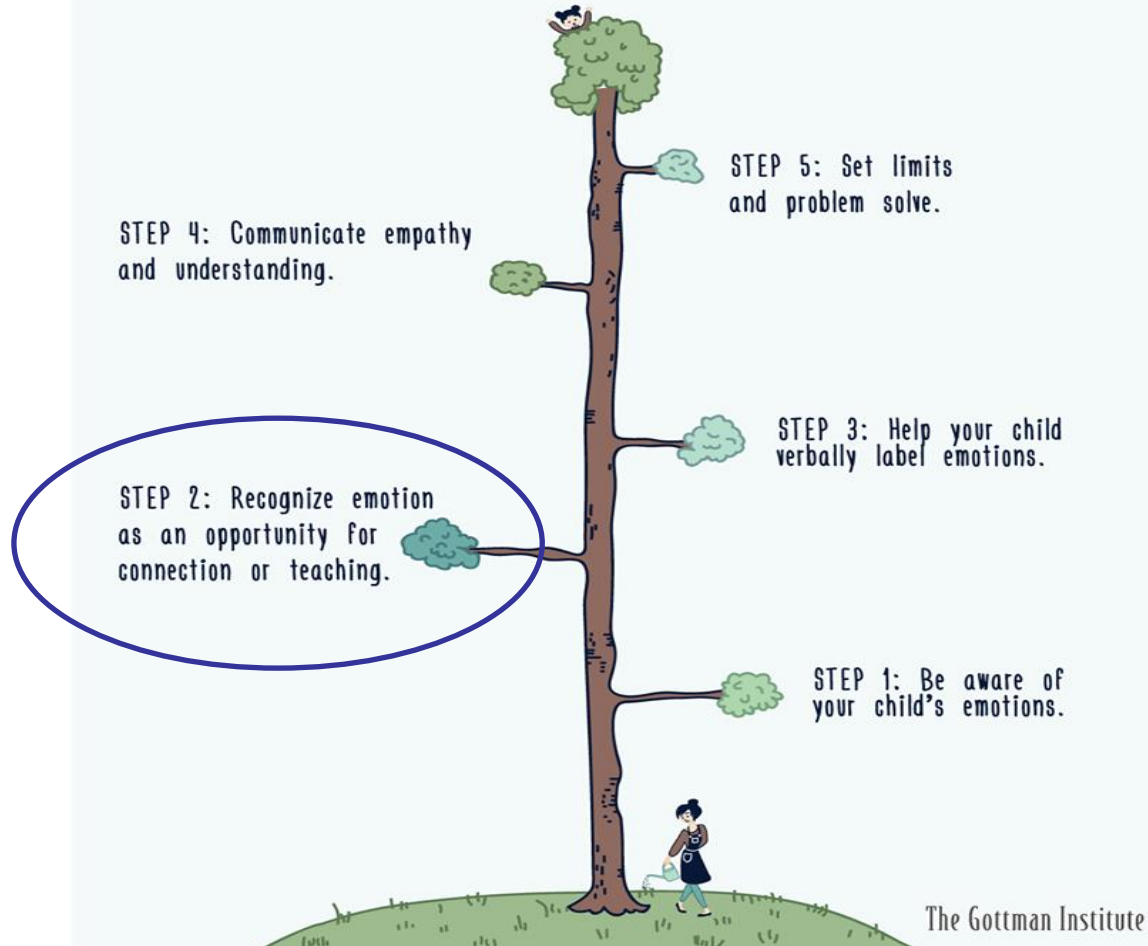 STEP 5: Set limits
and problem solve.
STEP 4: Communicate empathy
and understanding.
STEP 3: Help your child
verbally label emotions.
STEP 2: Recognize emotion
as an opportunity for
connection or teaching.
STEP 1: Be aware of
your child's emotions.
The Gottman Institute